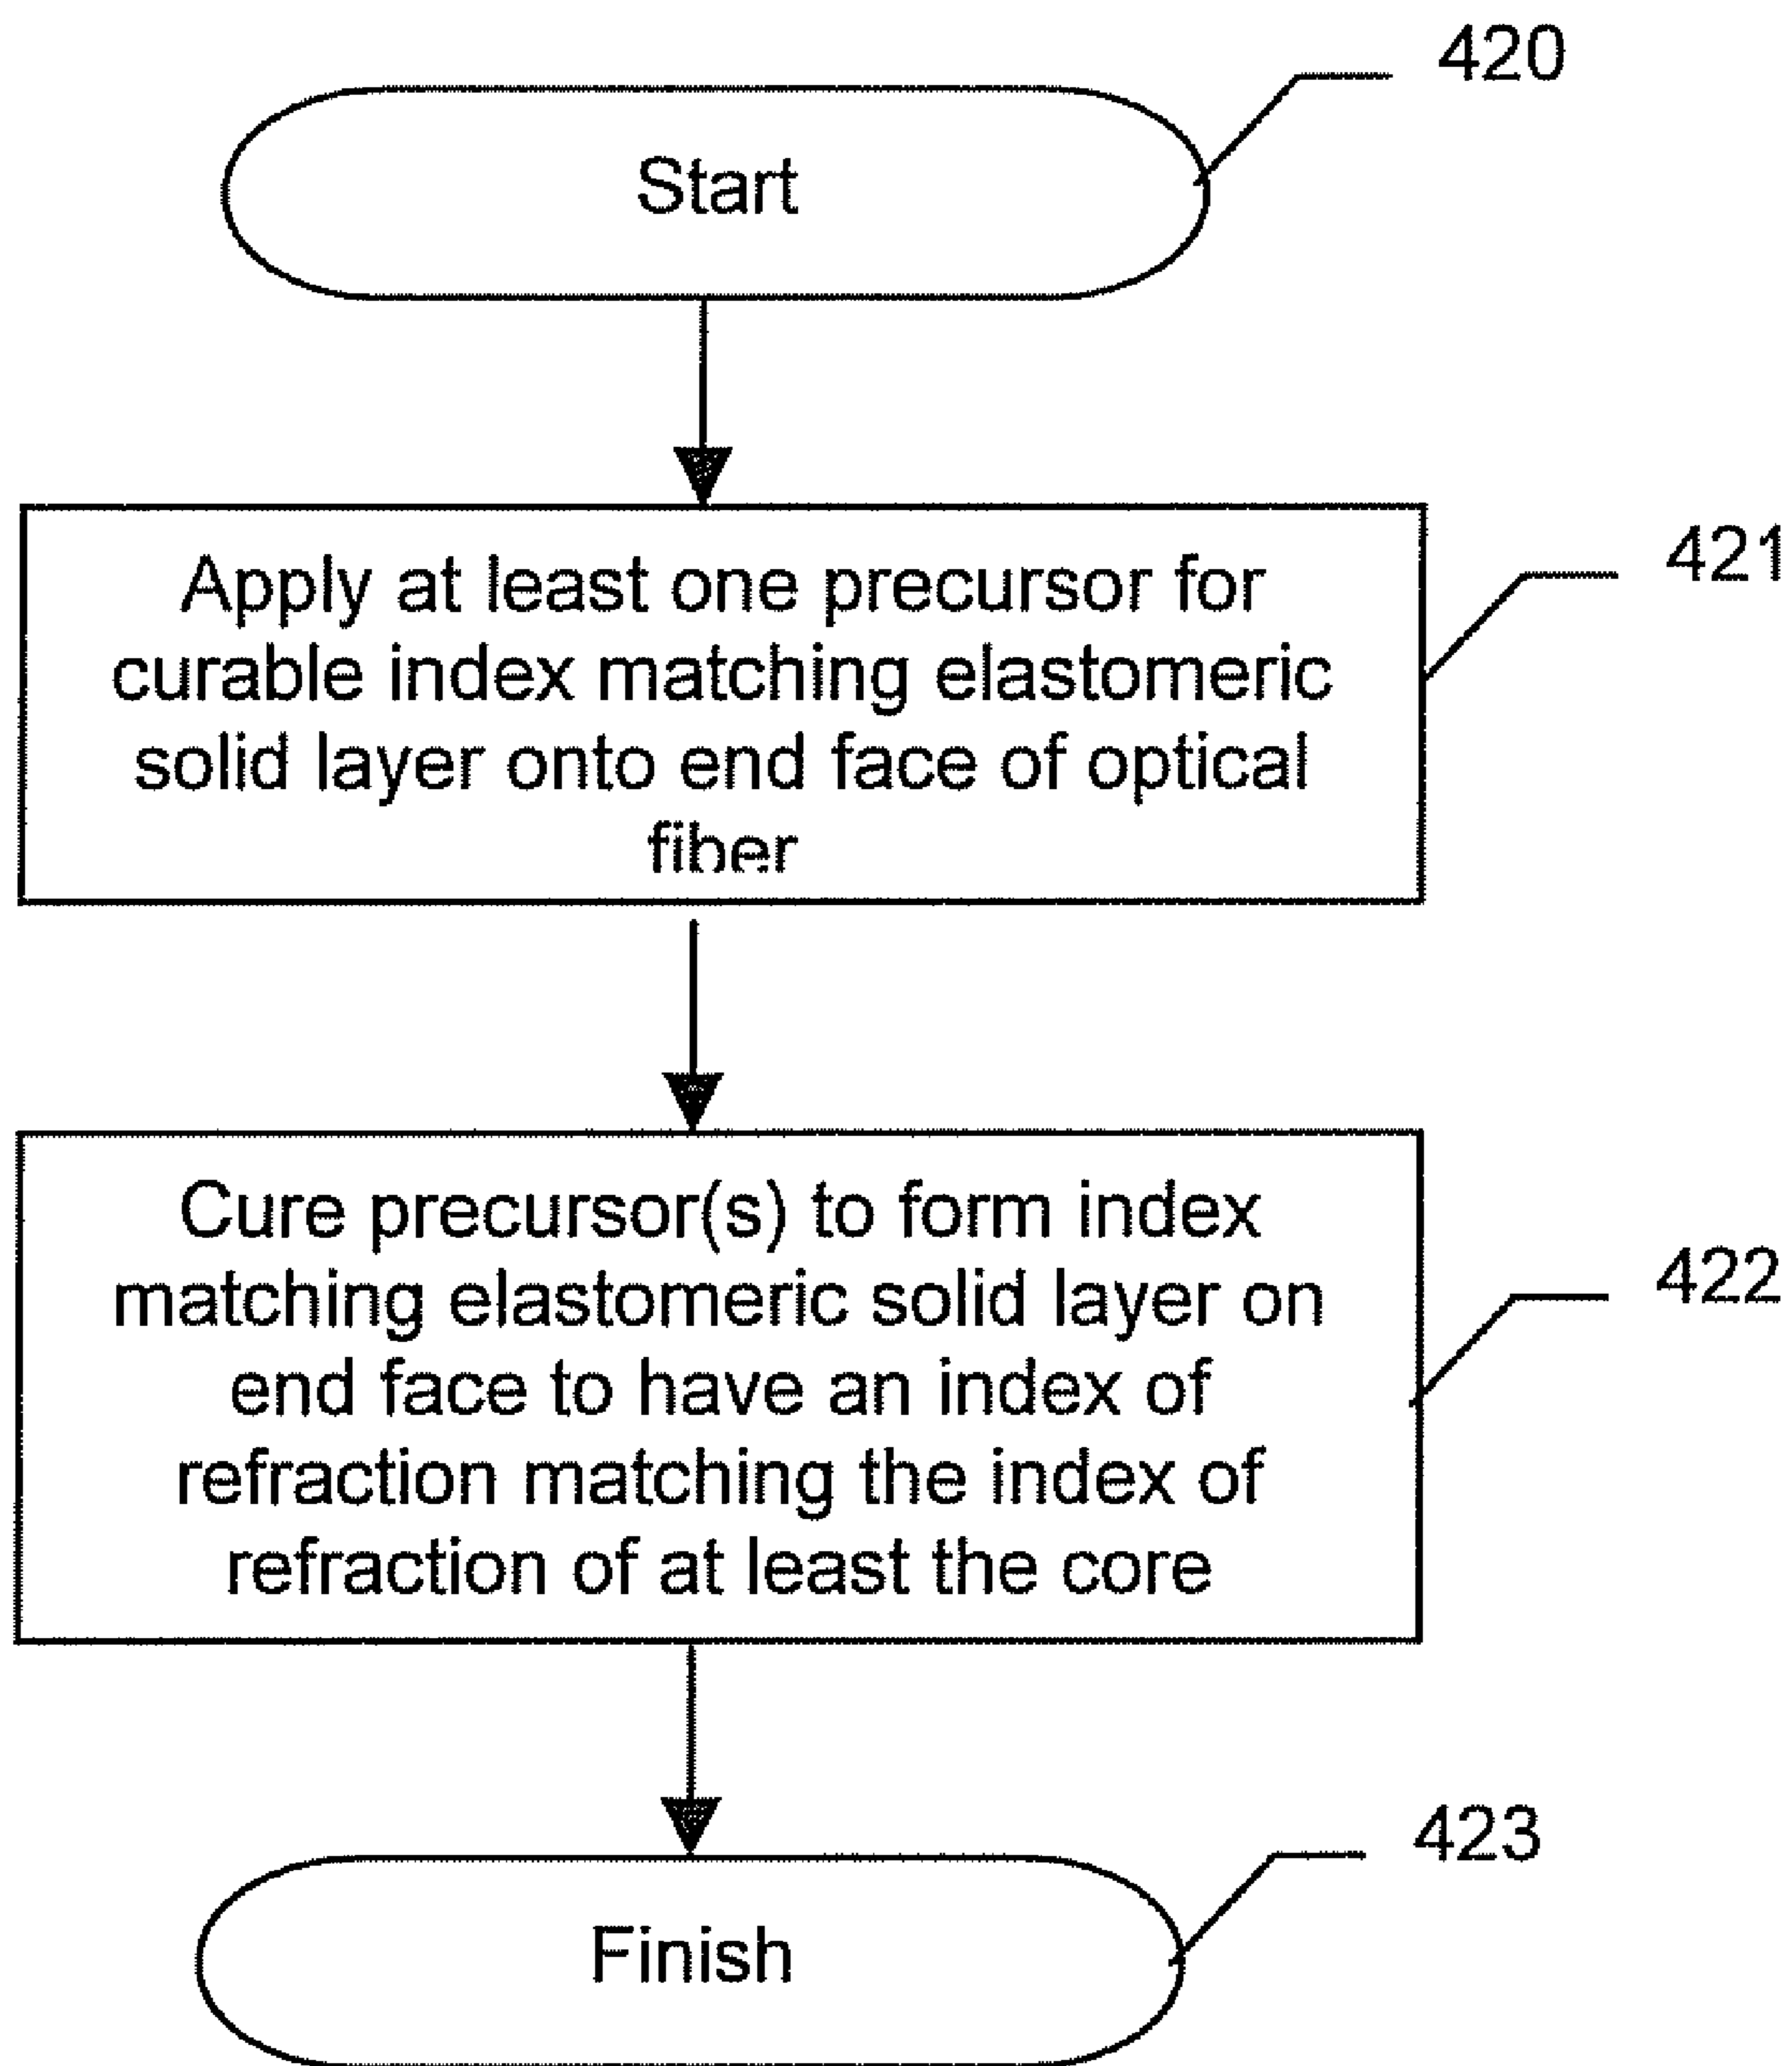 420
Start
Apply at least one precursor for
curable index matching elastomeric
solid layer onto end face of optical
fiber
421
Cure precursor(s) to form index
matching elastomeric solid layer on
end face to have an index of
refraction matching the index of
refraction of at least the core
422
423
Finish